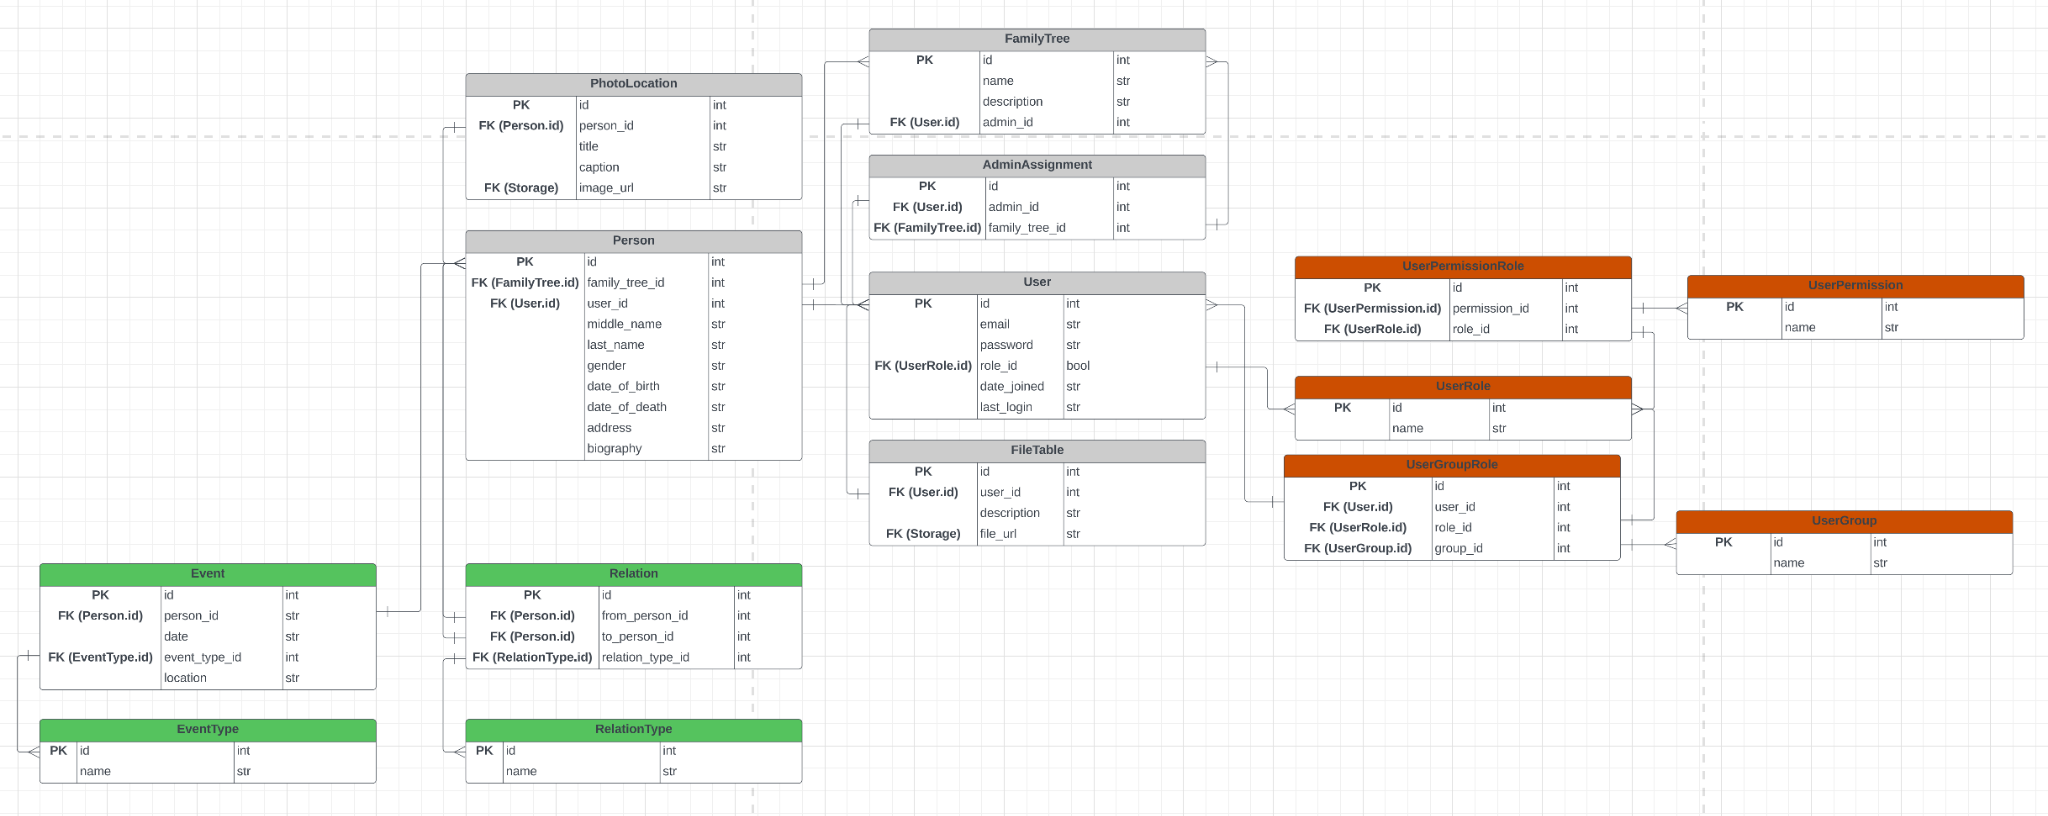 FamilyTree
PK id int
name str
description str
FK (User.id) admin_id int
PhotoLocation
PK id int
FK (Person.id) person_id int
title str
caption str
FK (Storage) image_url str
AdminAssignment
PK id int
FK (User.id) admin_id int
FK (FamilyTree.id) family_tree_id int
Person
PK id int
FK (FamilyTree.id) family_tree_id int
FK (User.id) user_id int
middle_name str
last_name str
gender str
date_of_birth str
date_of_death str
address str
biography str
User
PK id int
email str
password str
FK (UserRole.id) role_id bool
date_joined str
last_login str
UserPermissionRole
PK id int
FK (UserPermission.id) permission_id int
FK (UserRole.id) role_id int
UserPermission
PK id int
name str
UserRole
PK id int
name str
FileTable
PK id int
FK (User.id) user_id int
description str
FK (Storage) file_url str
UserGroupRole
PK id int
FK (User.id) user_id int
FK (UserRole.id) role_id int
FK (UserGroup.id) group_id int
UserGroup
PK id int
name str
Event
PK id int
FK (Person.id) person_id str
date str
FK (EventType.id) event_type_id int
location str
Relation
PK id int
FK (Person.id) from_person_id int
FK (Person.id) to_person_id int
FK (RelationType.id) relation_type_id int
EventType
PK id int
name str
RelationType
PK id int
name str